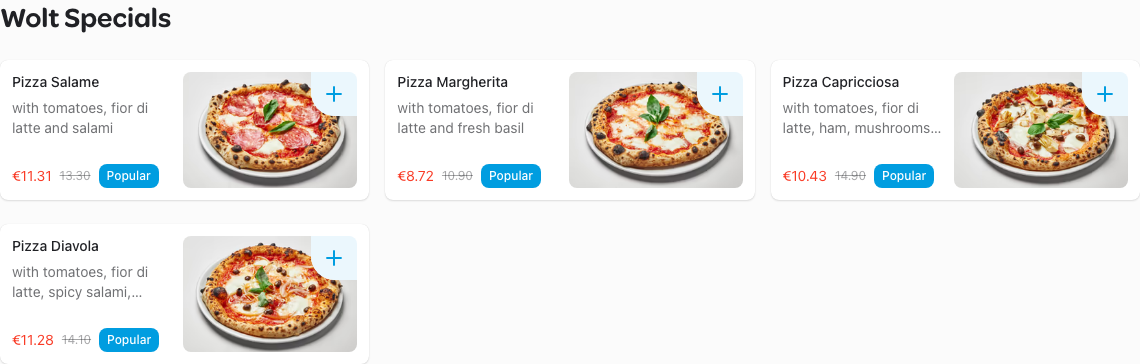 Wolt Specials
Pizza Salame
with tomatoes, fior di
latte and salami
€11.31 13.30 Popular
Pizza Margherita
with tomatoes, fior di
latte and fresh basil
€8.72 10.90 Popular
Pizza Capricciosa
with tomatoes, fior di
latte, ham, mushrooms...
€10.43 14.90 Popular
Pizza Diavola
with tomatoes, fior di
latte, spicy salami,...
€11.28 14.10 Popular